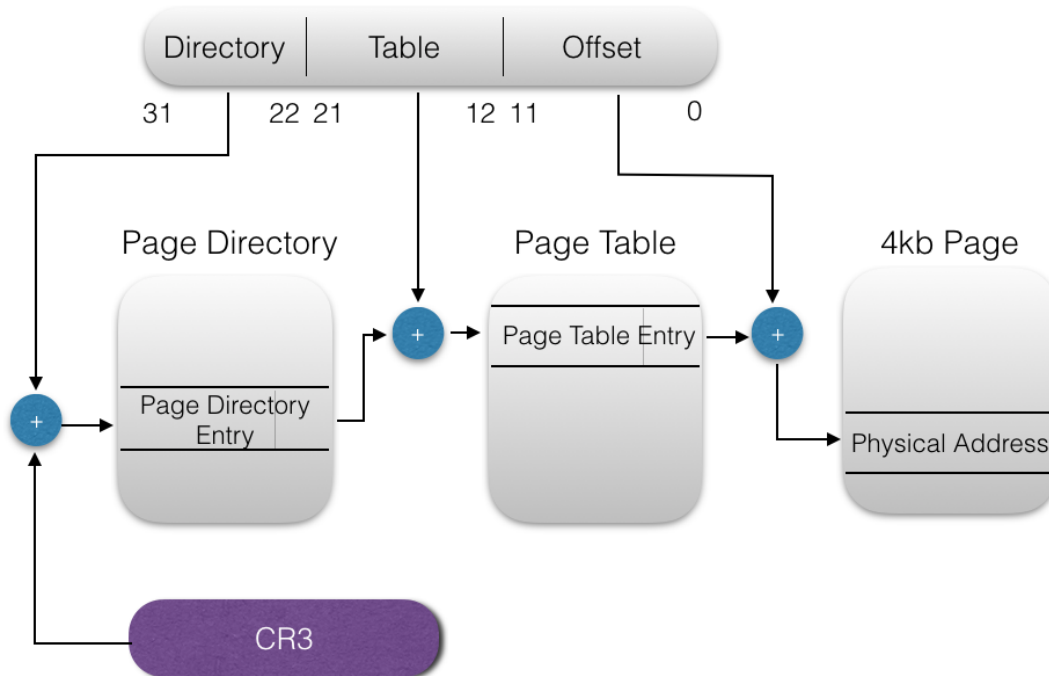 Directory Table Offset
31 22 21 12 11 0
Page Directory Page Table 4kb Page
+ Page Table Entry +
+ Page Directory
Entry
Physical Address
CR3